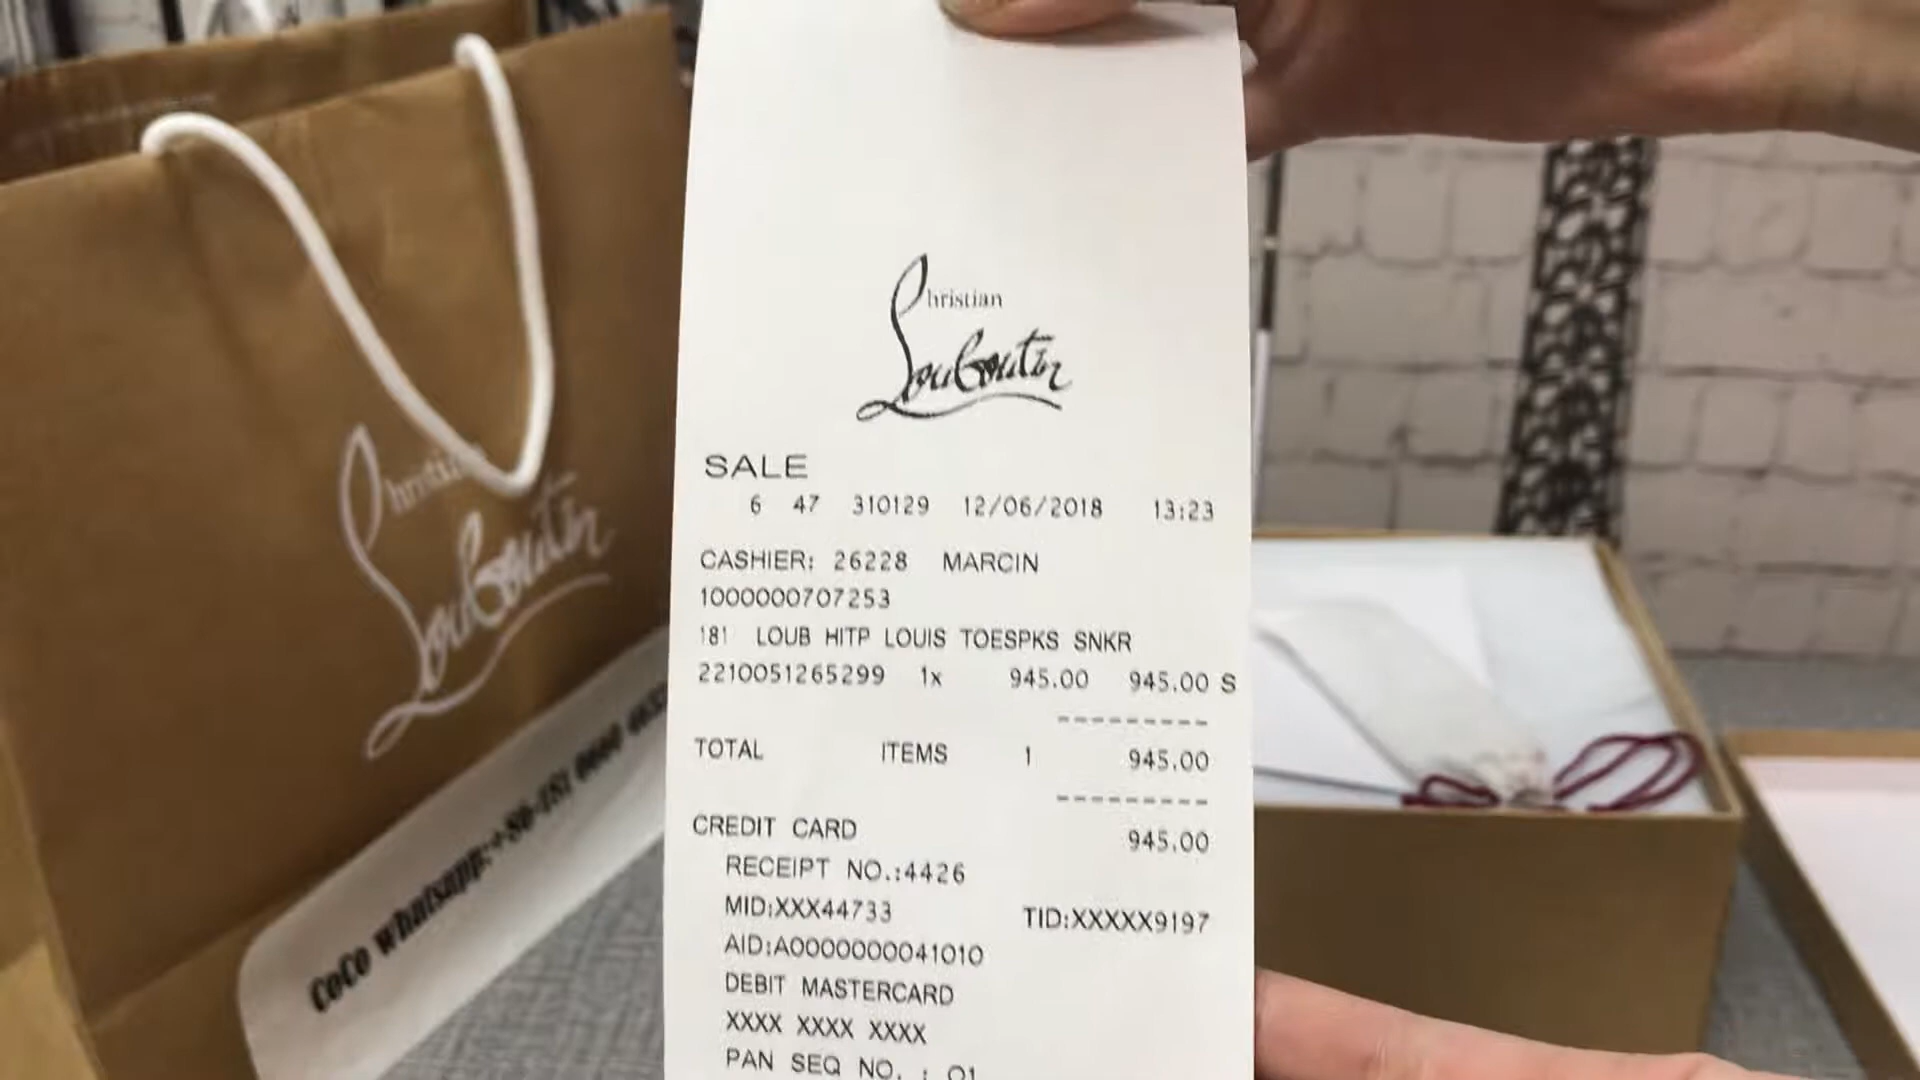 Christian
Louboutin
SALE
6 47 310129 12/06/2018 13:23
CASHIER: 26228 MARCIN
1000000707253
181 LOUB HITP LOUIS TOESPKS SNKR
2210051265299 1x 945.00 945.00 S
---------
TOTAL ITEMS 1 945.00
---------
CREDIT CARD 945.00
RECEIPT NO.:4426
MID:XXX44733 TID:XXXXX9197
AID:A0000000041010
DEBIT MASTERCARD
XXXX XXXX XXXX
PAN SEQ NO. : 01
Christian
Louboutin
CoCo whatsapp:+86-151